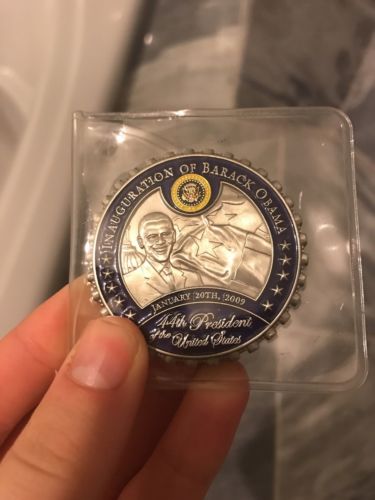 INAUGURATION OF BARACK OBAMA
JANUARY 20TH, 2009
44th President
of the
United States